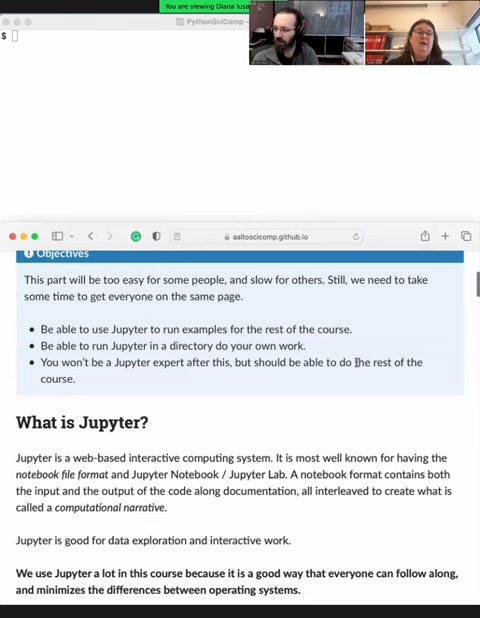 You are viewing Diana Iusa
PythonSciComp
$
aaltoscicomp.github.io
Objectives
This part will be too easy for some people, and slow for others. Still, we need to take
some time to get everyone on the same page.
Be able to use Jupyter to run examples for the rest of the course.
Be able to run Jupyter in a directory do your own work.
You won't be a Jupyter expert after this, but should be able to do the rest of the
course.
What is Jupyter?
Jupyter is a web-based interactive computing system. It is most well known for having the
notebook file format and Jupyter Notebook / Jupyter Lab. A notebook format contains both
the input and the output of the code along documentation, all interleaved to create what is
called a computational narrative.
Jupyter is good for data exploration and interactive work.
We use Jupyter a lot in this course because it is a good way that everyone can follow along,
and minimizes the differences between operating systems.